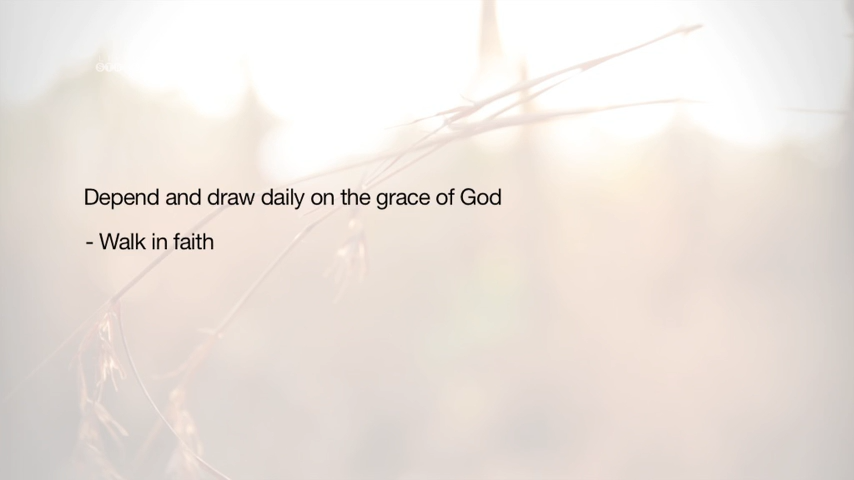 Depend and draw daily on the grace of God
- Walk in faith